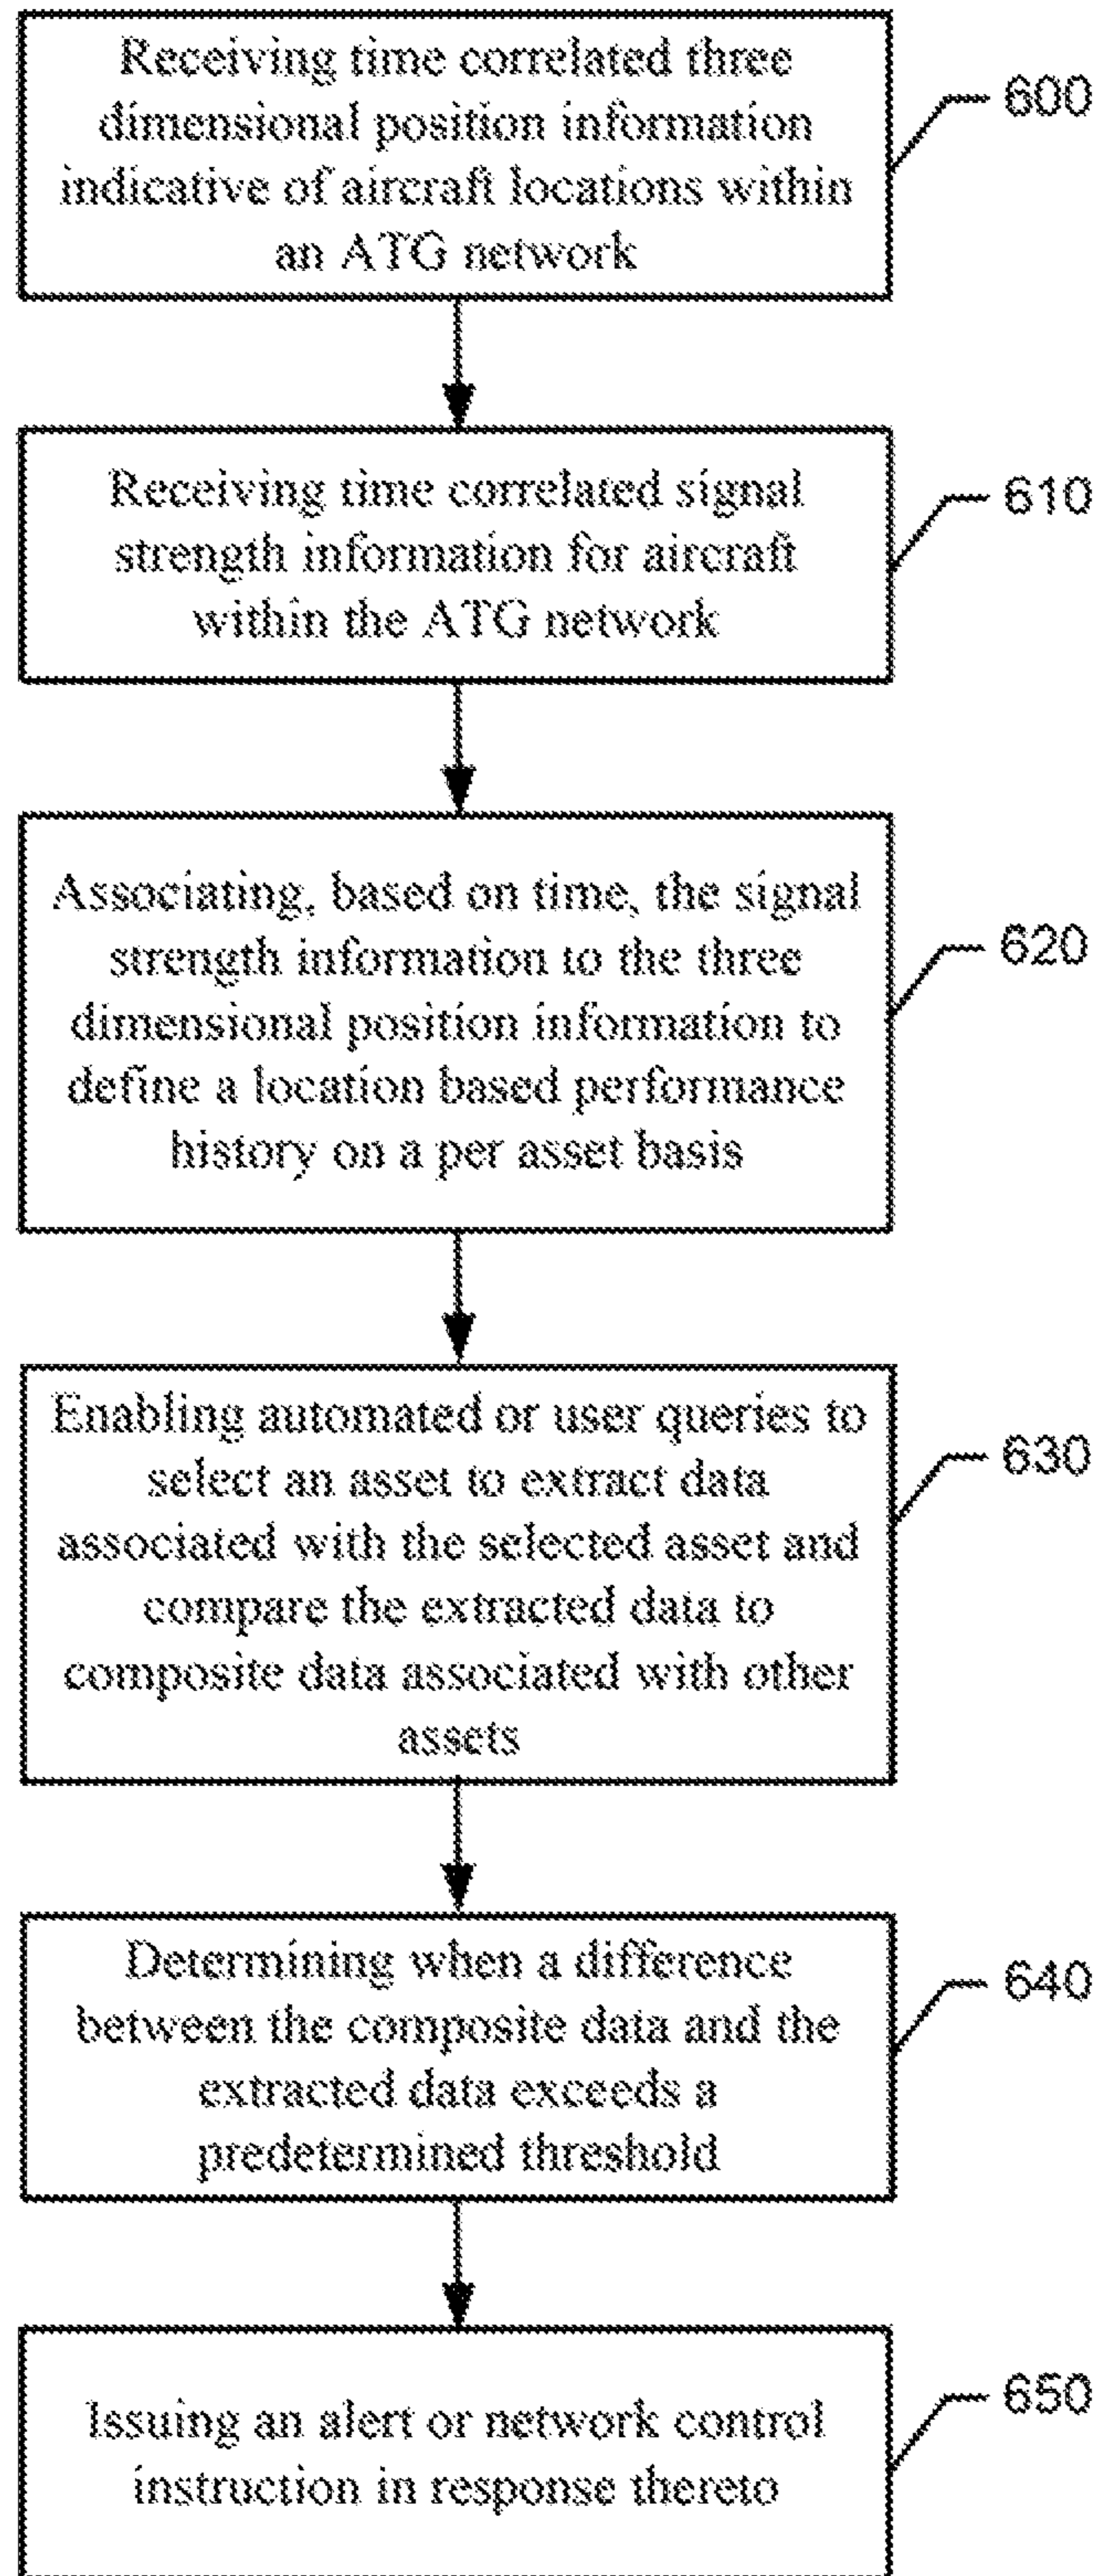 Receiving time correlated three
dimensional position information
indicative of aircraft locations within
an ATG network
600
Receiving time correlated signal
strength information for aircraft
within the ATG network
610
Associating, based on time, the signal
strength information to the three
dimensional position information to
define a location based performance
history on a per asset basis
620
Enabling automated or user queries to
select an asset to extract data
associated with the selected asset and
compare the extracted data to
composite data associated with other
assets
630
Determining when a difference
between the composite data and the
extracted data exceeds a
predetermined threshold
640
Issuing an alert or network control
instruction in response thereto
650